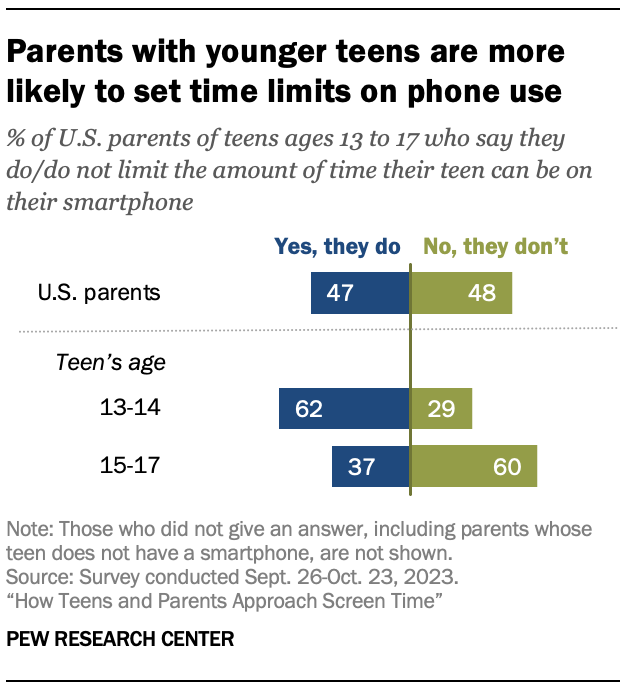 Parents with younger teens are more
likely to set time limits on phone use
% of U.S. parents of teens ages 13 to 17 who say they
do/do not limit the amount of time their teen can be on
their smartphone
Yes, they do No, they don’t
U.S. parents 47 48
Teen’s age
13-14 62 29
15-17 37 60
Note: Those who did not give an answer, including parents whose
teen does not have a smartphone, are not shown.
Source: Survey conducted Sept. 26-Oct. 23, 2023.
“How Teens and Parents Approach Screen Time”
PEW RESEARCH CENTER